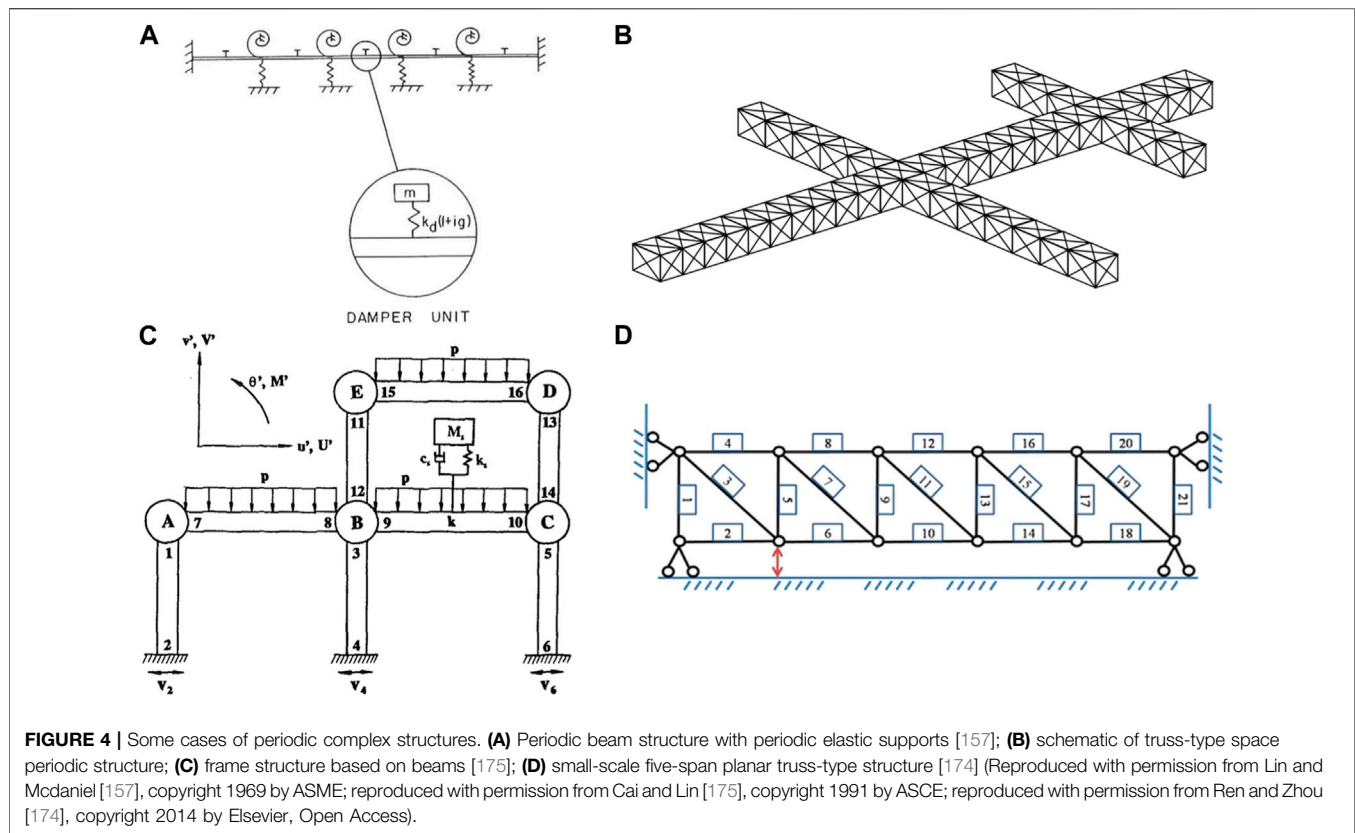 A
T T T T T
m
k_d(1+ig)
DAMPER UNIT
B
C
v', V'
θ', M'
u', U'
p
E 15 16 D
11 13
M_s
c_s k_s
p
12 p 14
A 7 8 B 9 k 10 C
1 3 5
2 4 6
V_2 V_4 V_6
D
4 8 12 16 20
1 3 5 7 9 11 13 15 17 19 21
2 6 10 14 18
FIGURE 4 | Some cases of periodic complex structures. (A) Periodic beam structure with periodic elastic supports [157]; (B) schematic of truss-type space
periodic structure; (C) frame structure based on beams [175]; (D) small-scale five-span planar truss-type structure [174] (Reproduced with permission from Lin and
Mcdaniel [157], copyright 1969 by ASME; reproduced with permission from Cai and Lin [175], copyright 1991 by ASCE; reproduced with permission from Ren and Zhou
[174], copyright 2014 by Elsevier, Open Access).